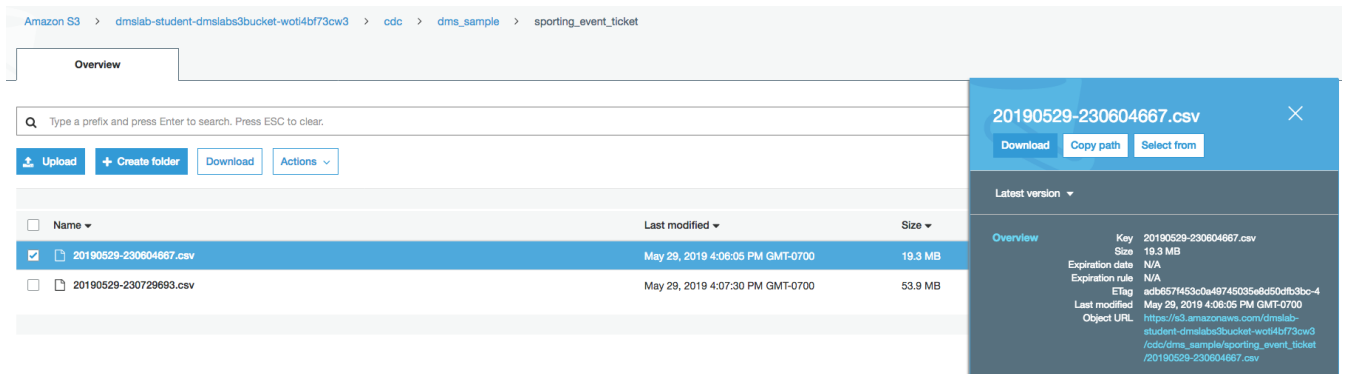 Amazon S3 > dmslab-student-dmslabs3bucket-woti4bf73cw3 > cdc > dms_sample > sporting_event_ticket
Overview
Type a prefix and press Enter to search. Press ESC to clear.
Upload + Create folder Download Actions
Name Last modified Size
20190529-230604667.csv May 29, 2019 4:06:05 PM GMT-0700 19.3 MB
20190529-230729693.csv May 29, 2019 4:07:30 PM GMT-0700 53.9 MB
20190529-230604667.csv
Download Copy path Select from
Latest version
Overview
Key 20190529-230604667.csv
Size 19.3 MB
Expiration date N/A
Expiration rule N/A
ETag adb657f453c0a49745035e8d50dfb3bc-4
Last modified May 29, 2019 4:06:05 PM GMT-0700
Object URL https://s3.amazonaws.com/dmslab-
student-dmslabs3bucket-woti4bf73cw3
/cdc/dms_sample/sporting_event_ticket
/20190529-230604667.csv